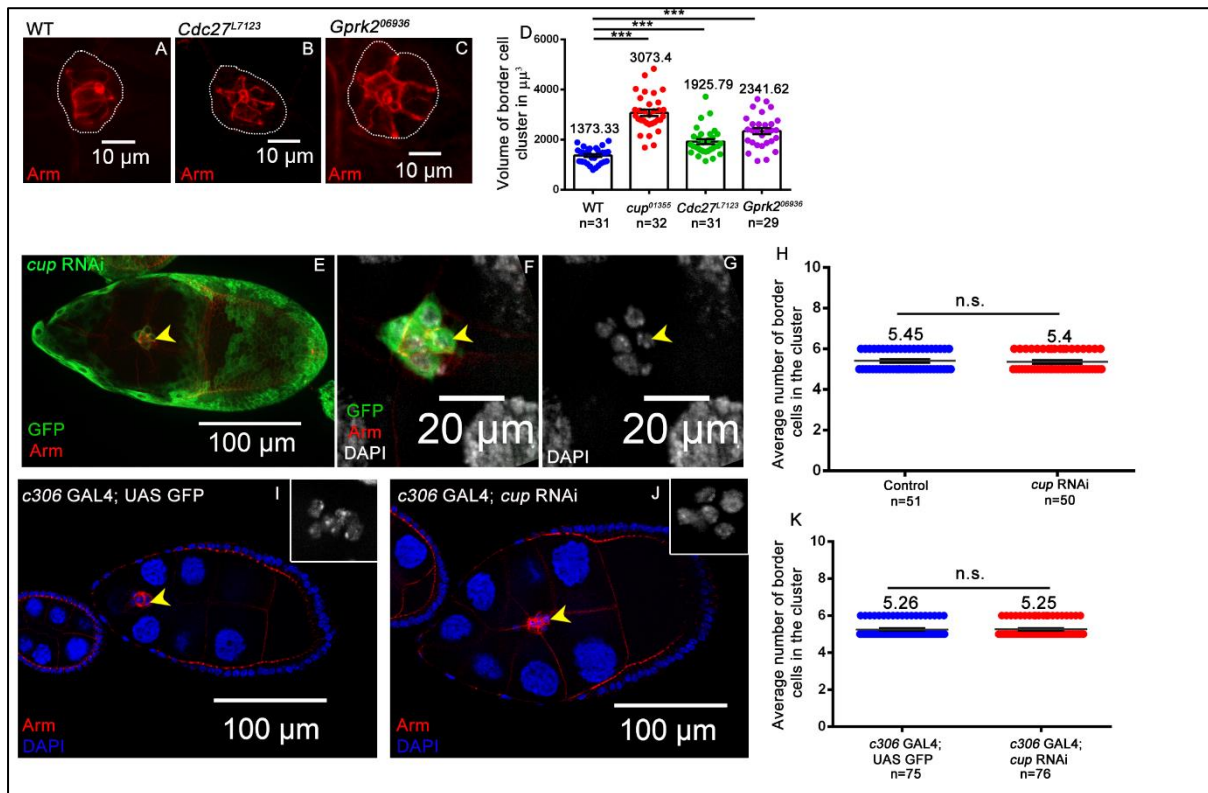 WT
A
Arm
10 µm
Cdc27L7123
B
Arm
10 µm
Gprk206936
C
Arm
10 µm
D
***
***
***
Volume of border cell
cluster in µµ3
6000
4000
2000
0
1373.33
3073.4
1925.79
2341.62
WT
n=31
cup01355
n=32
Cdc27L7123
n=31
Gprk206936
n=29
cup RNAi
E
GFP
Arm
100 µm
F
GFP
Arm
DAPI
20 µm
G
DAPI
20 µm
H
Average number of border
cells in the cluster
10
8
6
4
2
0
n.s.
5.45
5.4
Control
n=51
cup RNAi
n=50
c306 GAL4; UAS GFP
I
Arm
DAPI
100 µm
c306 GAL4; cup RNAi
J
Arm
DAPI
100 µm
K
Average number of border
cells in the cluster
10
8
6
4
2
0
n.s.
5.26
5.25
c306 GAL4;
UAS GFP
n=75
c306 GAL4;
cup RNAi
n=76